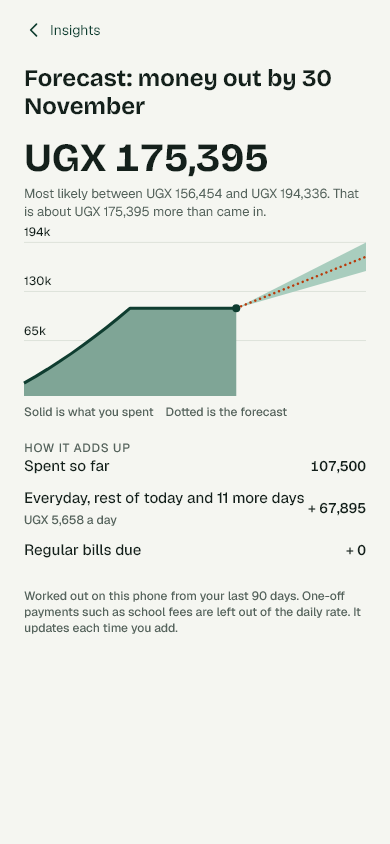 Insights
Forecast: money out by 30
November
UGX 175,395
Most likely between UGX 156,454 and UGX 194,336. That
is about UGX 175,395 more than came in.
194k
130k
65k
Solid is what you spent Dotted is the forecast
HOW IT ADDS UP
Spent so far 107,500
Everyday, rest of today and 11 more days + 67,895
UGX 5,658 a day
Regular bills due + 0
Worked out on this phone from your last 90 days. One-off
payments such as school fees are left out of the daily rate. It
updates each time you add.